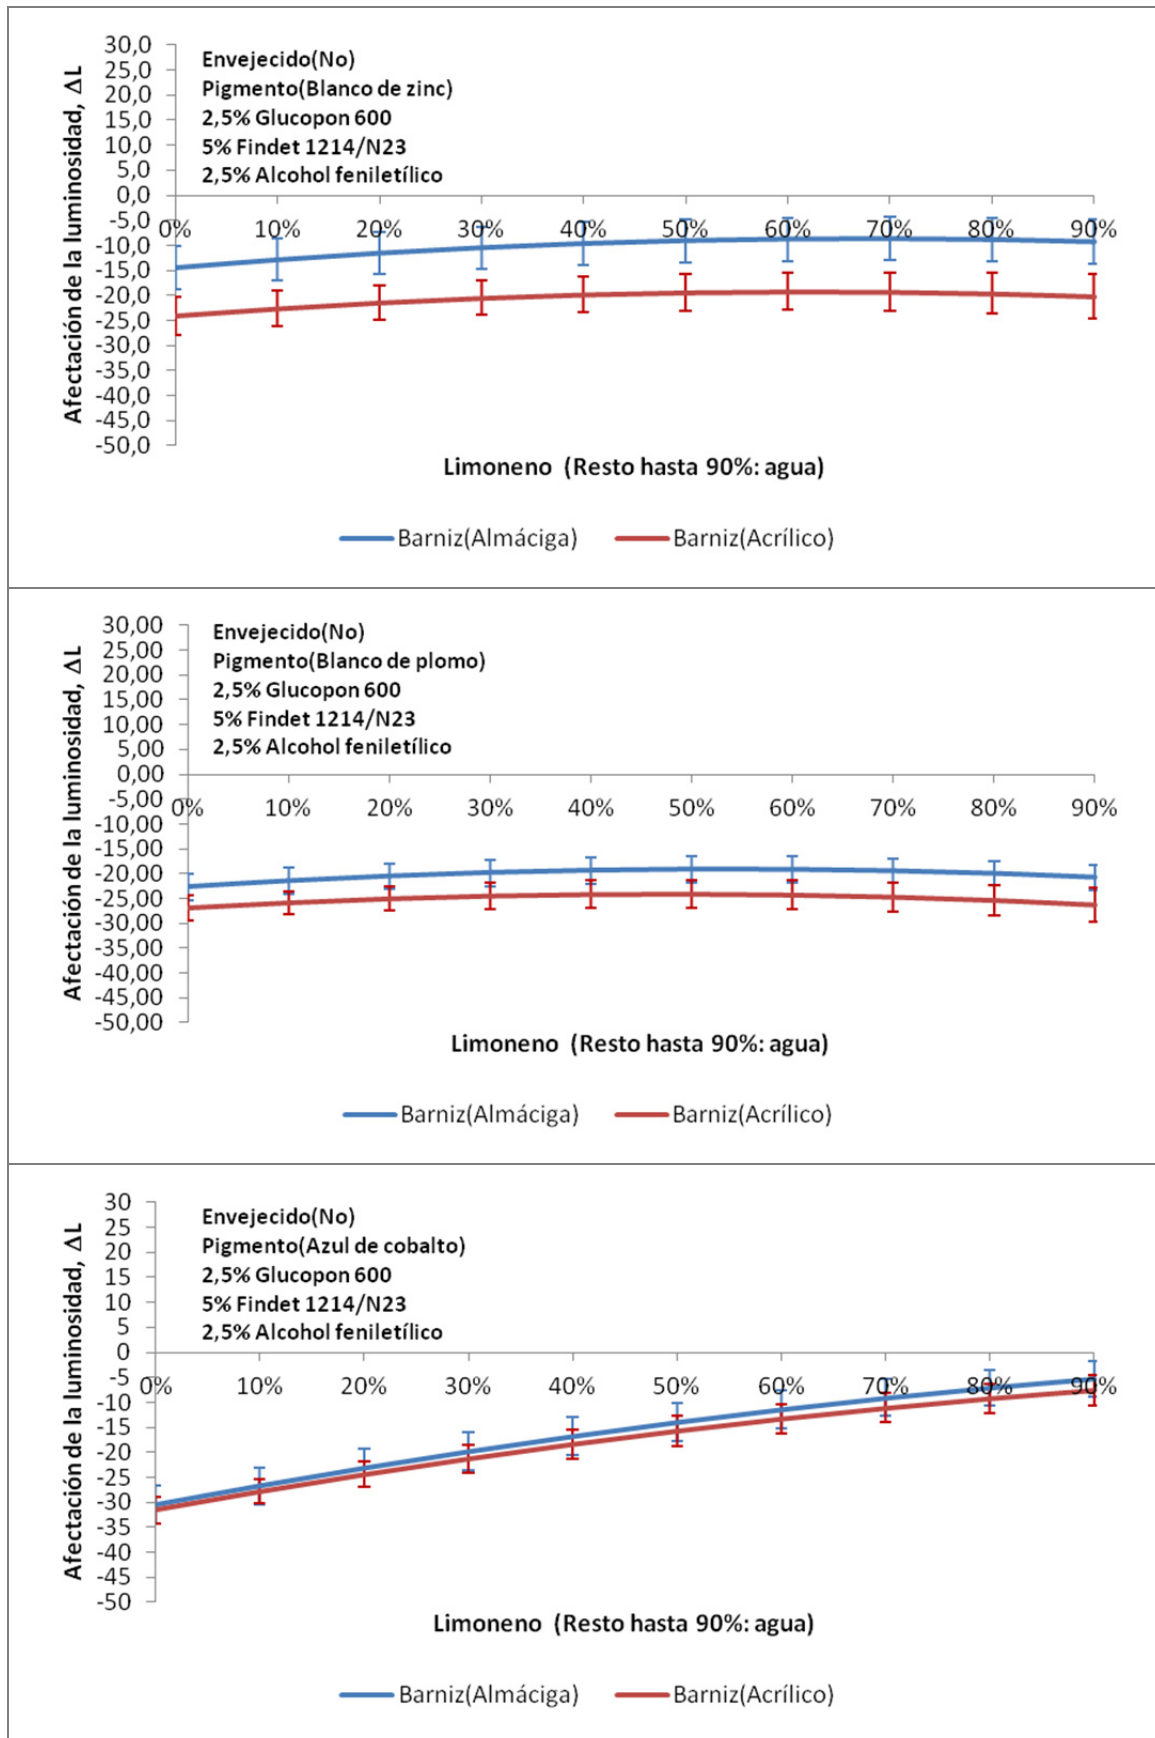 30,0
25,0
20,0
15,0
10,0
5,0
0,0
-5,0
-10,0
-15,0
-20,0
-25,0
-30,0
-35,0
-40,0
-45,0
-50,0
Afectación de la luminosidad, ΔL
Envejecido(No)
Pigmento(Blanco de zinc)
2,5% Glucopon 600
5% Findet 1214/N23
2,5% Alcohol feniletílico
0% 10% 20% 30% 40% 50% 60% 70% 80% 90%
Limoneno (Resto hasta 90%: agua)
Barniz(Almáciga) Barniz(Acrílico)
30,00
25,00
20,00
15,00
10,00
5,00
0,00
-5,00
-10,00
-15,00
-20,00
-25,00
-30,00
-35,00
-40,00
-45,00
-50,00
Afectación de la luminosidad, ΔL
Envejecido(No)
Pigmento(Blanco de plomo)
2,5% Glucopon 600
5% Findet 1214/N23
2,5% Alcohol feniletílico
0% 10% 20% 30% 40% 50% 60% 70% 80% 90%
Limoneno (Resto hasta 90%: agua)
Barniz(Almáciga) Barniz(Acrílico)
30
25
20
15
10
5
0
-5
-10
-15
-20
-25
-30
-35
-40
-45
-50
Afectación de la luminosidad, ΔL
Envejecido(No)
Pigmento(Azul de cobalto)
2,5% Glucopon 600
5% Findet 1214/N23
2,5% Alcohol feniletílico
0% 10% 20% 30% 40% 50% 60% 70% 80% 90%
Limoneno (Resto hasta 90%: agua)
Barniz(Almáciga) Barniz(Acrílico)